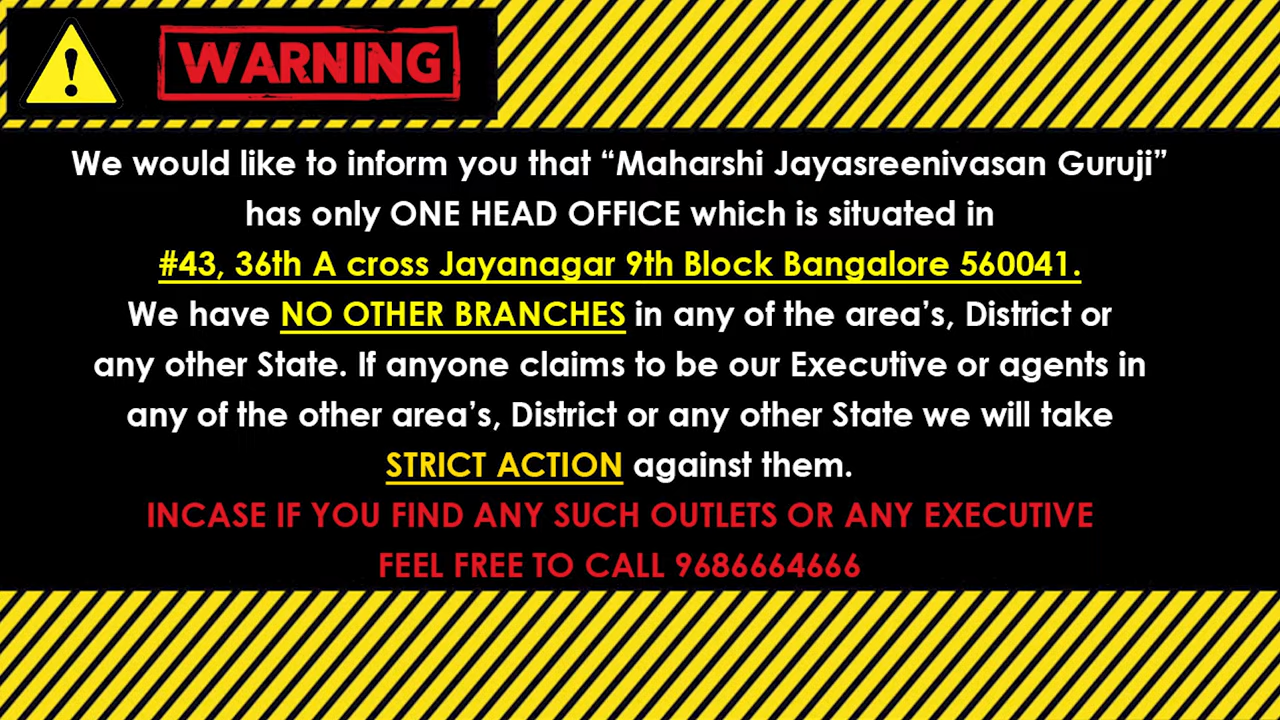 WARNING
We would like to inform you that “Maharshi Jayasreenivasan Guruji”
has only ONE HEAD OFFICE which is situated in
#43, 36th A cross Jayanagar 9th Block Bangalore 560041.
We have NO OTHER BRANCHES in any of the area’s, District or
any other State. If anyone claims to be our Executive or agents in
any of the other area’s, District or any other State we will take
STRICT ACTION against them.
INCASE IF YOU FIND ANY SUCH OUTLETS OR ANY EXECUTIVE
FEEL FREE TO CALL 9686664666